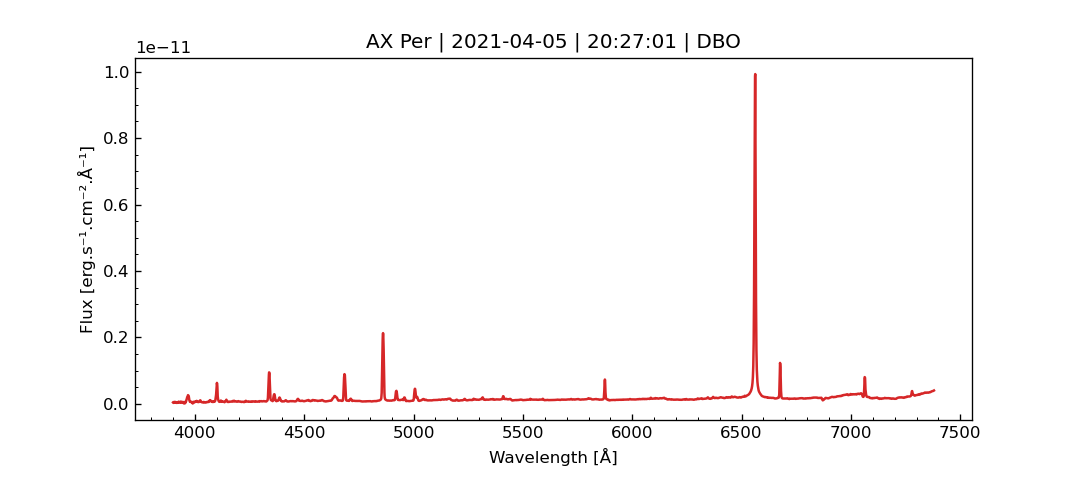 AX Per | 2021-04-05 | 20:27:01 | DBO
1e−11
1.0
0.8
0.6
0.4
0.2
0.0
Flux [erg.s⁻¹.cm⁻².Å⁻¹]
4000 4500 5000 5500 6000 6500 7000 7500
Wavelength [Å]